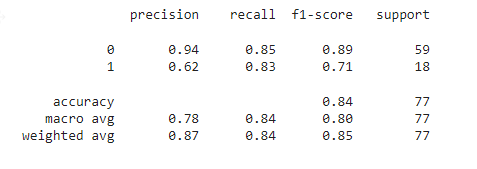 precision recall f1-score support
0 0.94 0.85 0.89 59
1 0.62 0.83 0.71 18
accuracy 0.84 77
macro avg 0.78 0.84 0.80 77
weighted avg 0.87 0.84 0.85 77